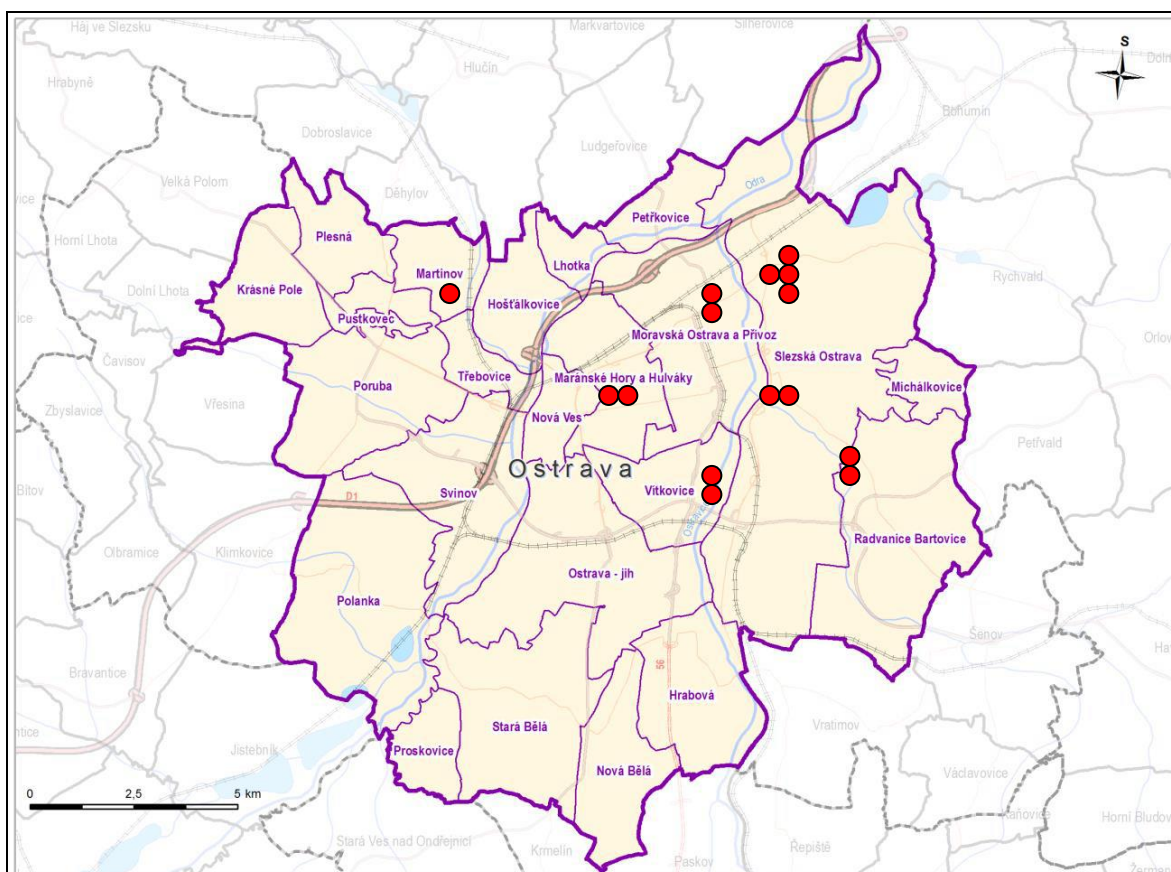 Háj ve Slezsku
Markvartovice
Šilheřovice
S
Hlučín
Hrabyně
Bohumín
Dobroslavice
Ludgeřovice
Velká Polom
Děhylov
Odra
Petřkovice
Plesná
Horní Lhota
Lhotka
Martinov
Rychvald
Krásné Pole
Dolní Lhota
Hošťálkovice
Pustkovec
Moravská Ostrava a Přívoz
Slezská Ostrava
Čavisov
Třebovice
Mariánské Hory a Hulváky
Poruba
Michálkovice
Zbyslavice
Vřesina
Nová Ves
Petřvald
Ostrava
Bítov
Svinov
Vítkovice
D1
Radvanice Bartovice
Olbramice
Klimkovice
Ostrava - jih
Polanka
Šenov
Bravantice
56
Hrabová
Vratimov
Stará Bělá
Jistebník
Proskovice
Nová Bělá
Václavovice
0 2,5 5 km
Horní Bludov
Stará Ves nad Ondřejnicí
Krmelín
Řepiště
Paskov